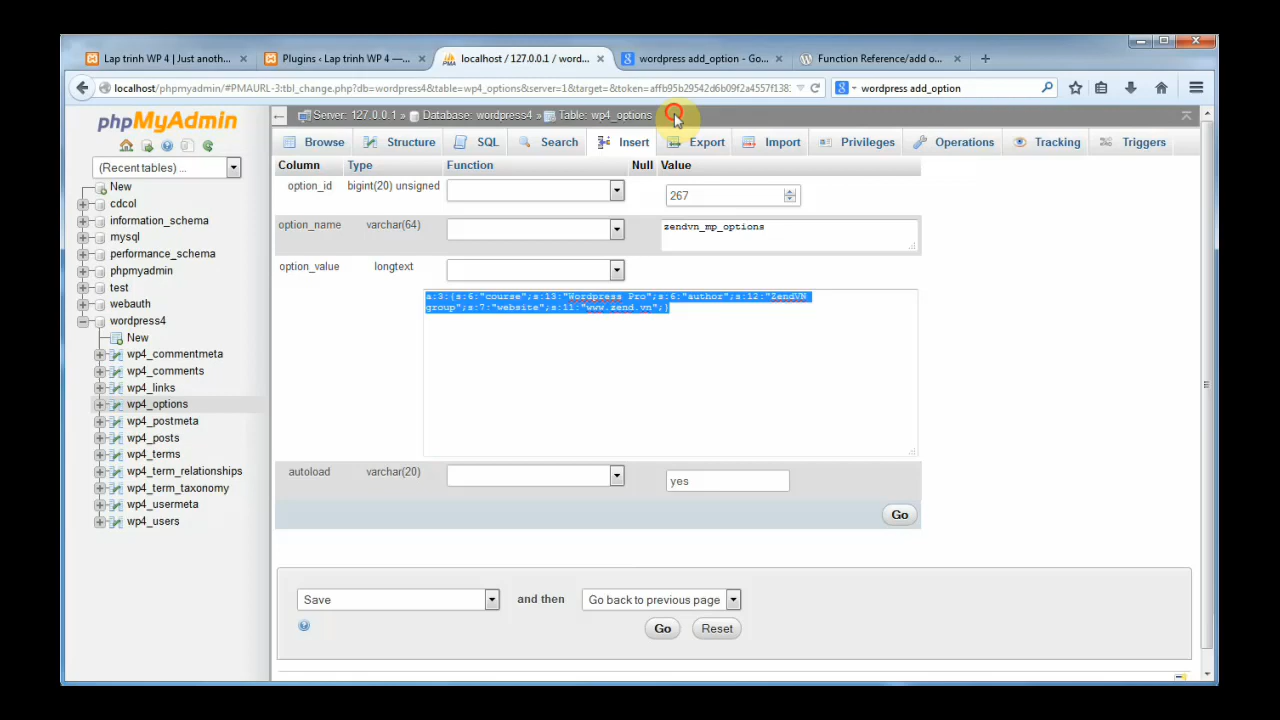 Lap trinh WP 4 | Just anoth...
Plugins ‹ Lap trinh WP 4 —...
localhost / 127.0.0.1 / word...
wordpress add_option - Go...
Function Reference/add o...
localhost/phpmyadmin/#PMAURL-3:tbl_change.php?db=wordpress4&table=wp4_options&server=1&target=&token=affb95b29542d6b09f2a4557f138
wordpress add_option
phpMyAdmin
Server: 127.0.0.1 » Database: wordpress4 » Table: wp4_options
Browse Structure SQL Search Insert Export Import Privileges Operations Tracking Triggers
(Recent tables) ...
New
cdcol
information_schema
mysql
performance_schema
phpmyadmin
test
webauth
wordpress4
New
wp4_commentmeta
wp4_comments
wp4_links
wp4_options
wp4_postmeta
wp4_posts
wp4_terms
wp4_term_relationships
wp4_term_taxonomy
wp4_usermeta
wp4_users
Column Type Function Null Value
option_id bigint(20) unsigned 267
option_name varchar(64) zendvn_mp_options
option_value longtext
a:3:{s:6:"course";s:13:"Wordpress Pro";s:6:"author";s:12:"ZendVN
group";s:7:"website";s:11:"www.zend.vn";}
autoload varchar(20) yes
Go
Save and then Go back to previous page
Go Reset